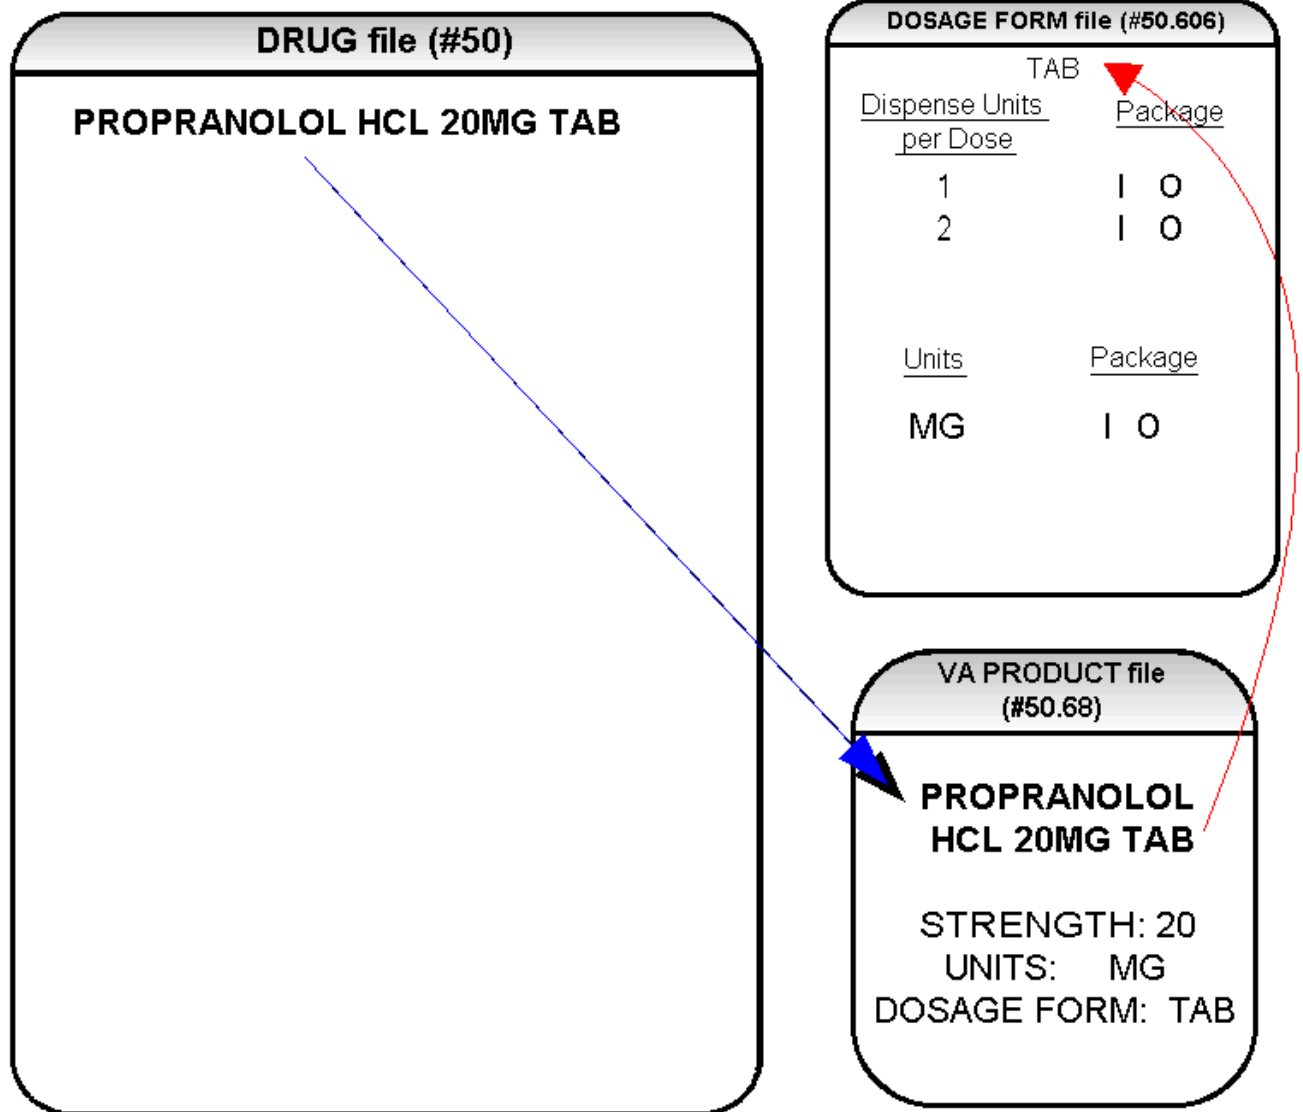 DRUG file (#50)
PROPRANOLOL HCL 20MG TAB
DOSAGE FORM file (#50.606)
TAB
Dispense Units Package
per Dose
1 I O
2 I O
Units Package
MG I O
VA PRODUCT file
(#50.68)
PROPRANOLOL
HCL 20MG TAB
STRENGTH: 20
UNITS: MG
DOSAGE FORM: TAB